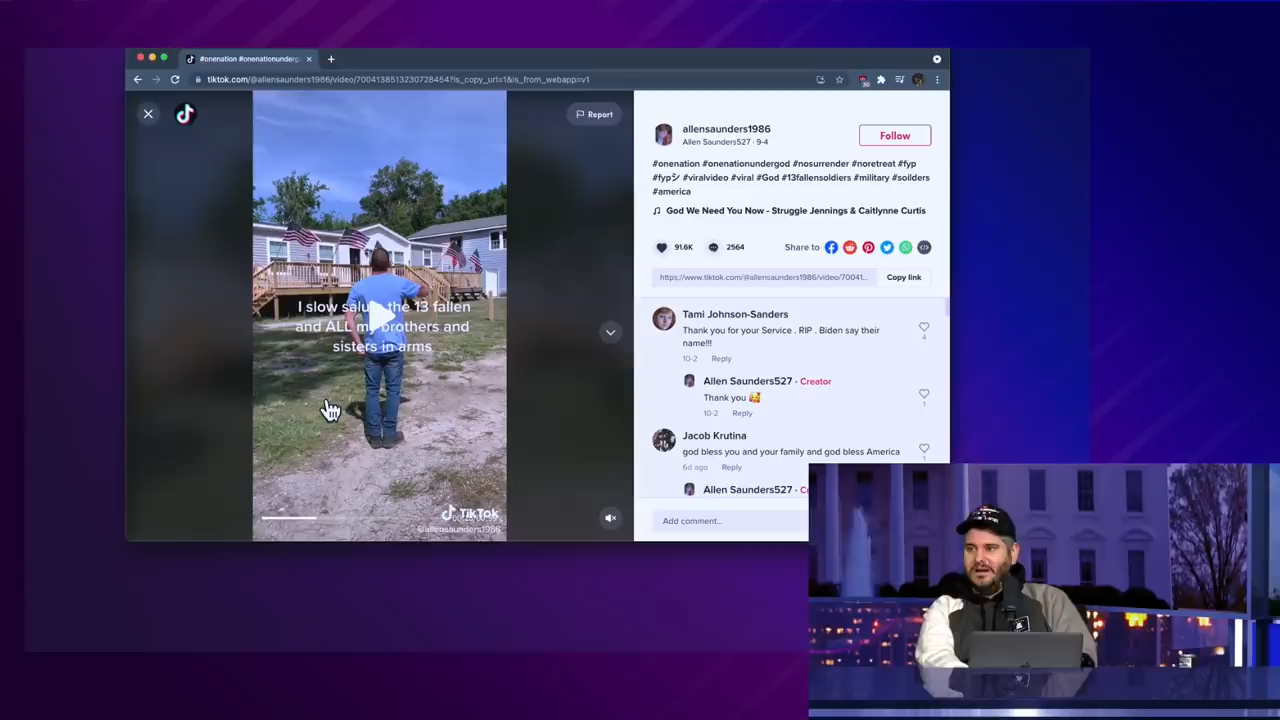 #onenation #onenationunderg
tiktok.com/@allensaunders1986/video/7004138513230728454?is_copy_url=1&is_from_webapp=v1
Report
I slow salute the 13 fallen
and ALL my brothers and
sisters in arms
TikTok
@allensaunders1986
allensaunders1986
Allen Saunders527 · 9-4
Follow
#onenation #onenationundergod #nosurrender #noretreat #fyp
#fypシ #viralvideo #viral #God #13fallensoldiers #military #soilders
#america
God We Need You Now - Struggle Jennings & Caitlynne Curtis
91.6K
2564
Share to
https://www.tiktok.com/@allensaunders1986/video/70041...
Copy link
Tami Johnson-Sanders
Thank you for your Service . RIP . Biden say their
name!!!
4
10-2 Reply
Allen Saunders527 · Creator
Thank you 🥰
1
10-2 Reply
Jacob Krutina
god bless you and your family and god bless America
1
6d ago Reply
Allen Saunders527 · C
Add comment...